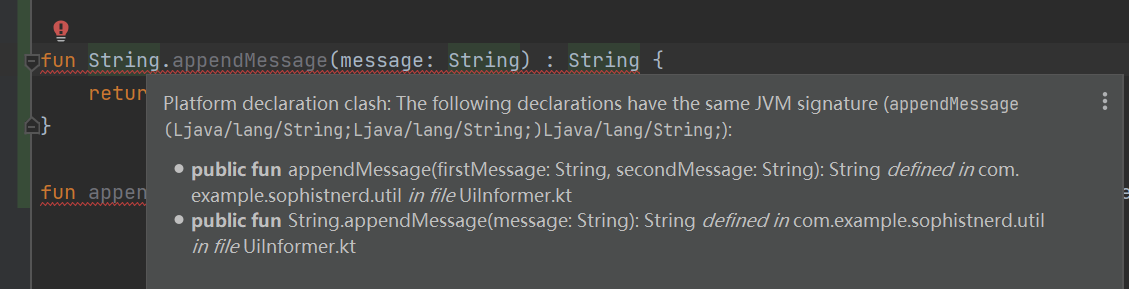 fun String.appendMessage(message: String) : String {
retur
Platform declaration clash: The following declarations have the same JVM signature (appendMessage
(Ljava/lang/String;Ljava/lang/String;)Ljava/lang/String;):
}
• public fun appendMessage(firstMessage: String, secondMessage: String): String defined in com.
fun appen
example.sophistnerd.util in file UiInformer.kt
• public fun String.appendMessage(message: String): String defined in com.example.sophistnerd.util
in file UiInformer.kt